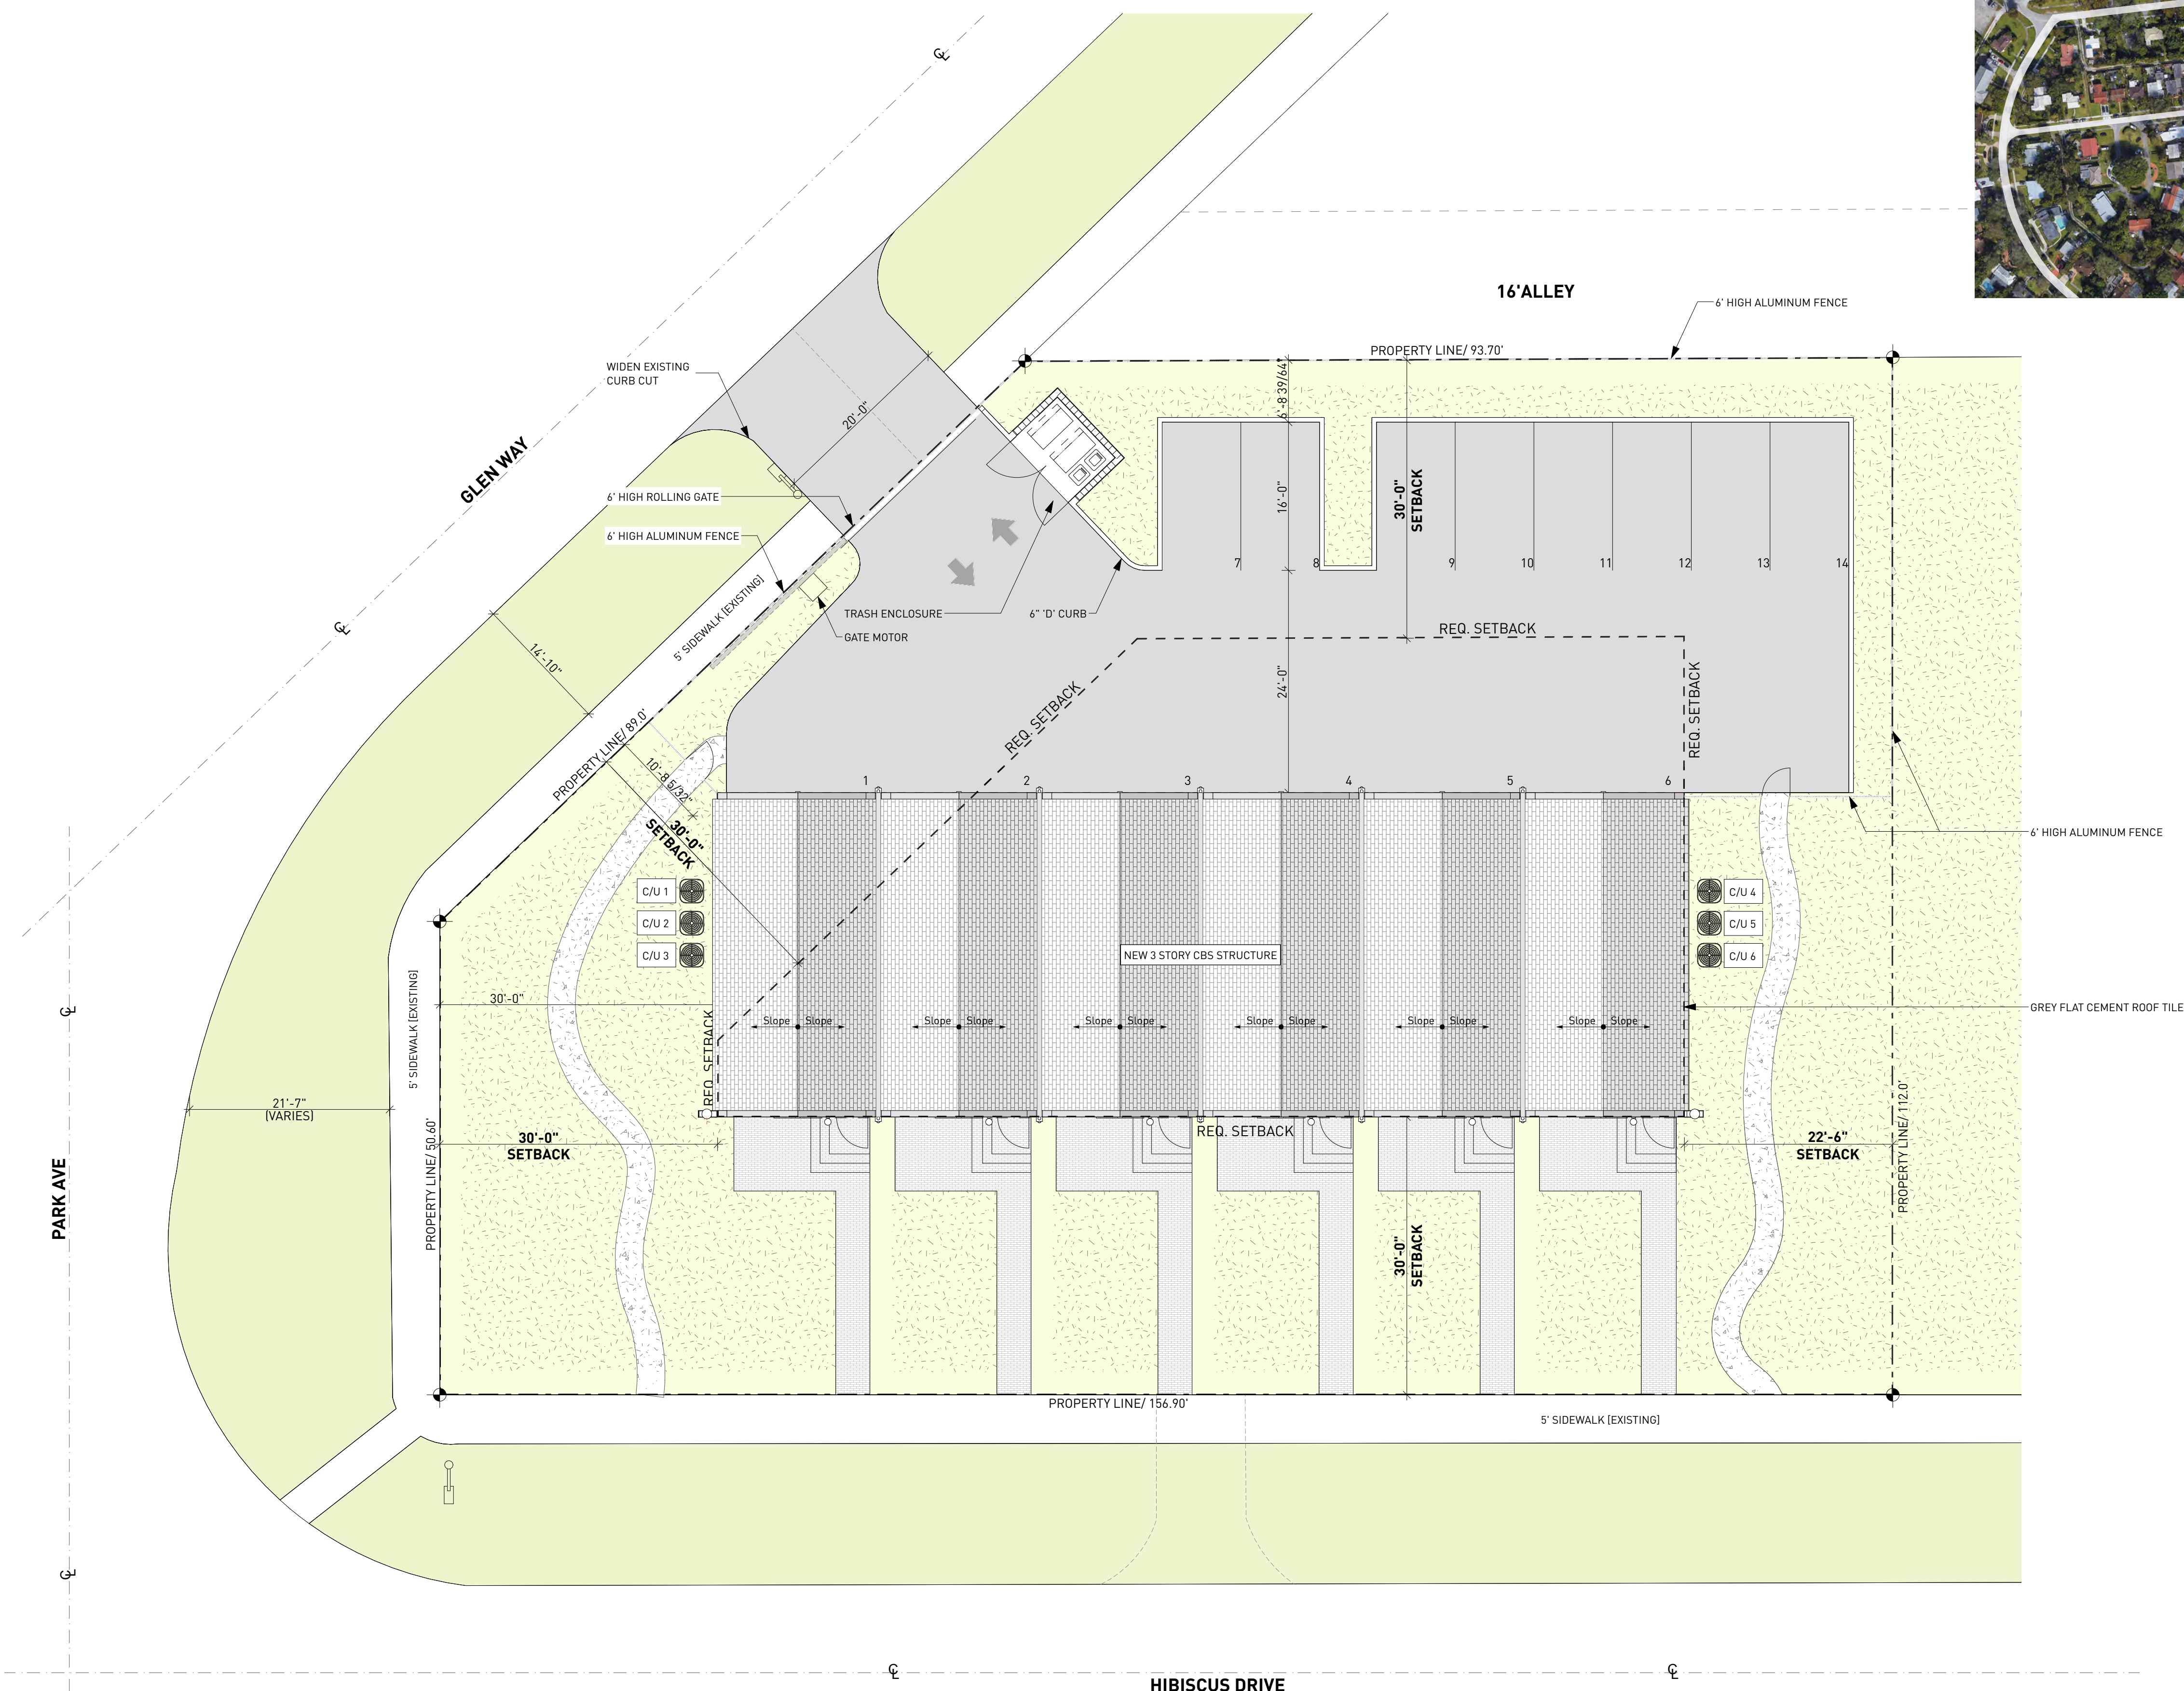 ℄
16'ALLEY
6' HIGH ALUMINUM FENCE
PROPERTY LINE/ 93.70'
WIDEN EXISTING
CURB CUT
20'-0"
6'-8 39/64"
GLEN WAY
6' HIGH ROLLING GATE
6' HIGH ALUMINUM FENCE
16'-0"
30'-0"
SETBACK
7
8
9
10
11
12
13
14
5' SIDEWALK [EXISTING]
TRASH ENCLOSURE
6" 'D' CURB
GATE MOTOR
℄
14'-10"
REQ. SETBACK
REQ. SETBACK
REQ. SETBACK
24'-0"
PROPERTY LINE/ 89.0'
10'-8 5/32"
30'-0"
SETBACK
1
2
3
4
5
6
6' HIGH ALUMINUM FENCE
C/U 1
C/U 2
C/U 3
C/U 4
C/U 5
C/U 6
NEW 3 STORY CBS STRUCTURE
30'-0"
℄
5' SIDEWALK [EXISTING]
REQ. SETBACK
Slope
Slope
Slope
Slope
Slope
Slope
Slope
Slope
Slope
Slope
Slope
Slope
GREY FLAT CEMENT ROOF TILE
21'-7"
(VARIES)
PROPERTY LINE/ 50.60'
30'-0"
SETBACK
REQ. SETBACK
22'-6"
SETBACK
PROPERTY LINE/ 112.0'
PARK AVE
30'-0"
SETBACK
PROPERTY LINE/ 156.90'
5' SIDEWALK [EXISTING]
℄
℄
℄
HIBISCUS DRIVE